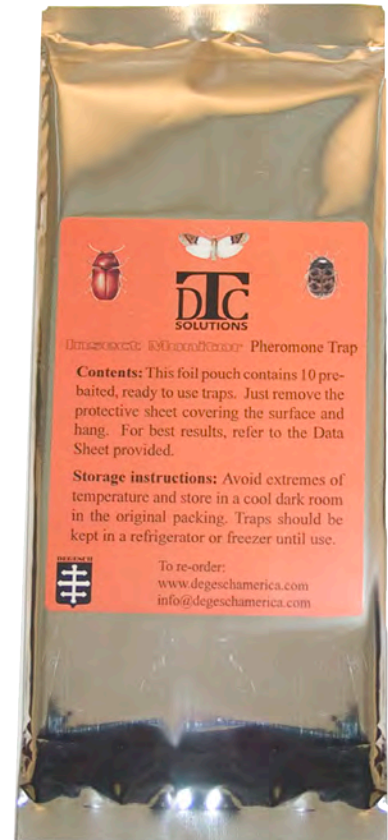 DTC
SOLUTIONS
Insect Monitor Pheromone Trap
Contents: This foil pouch contains 10 pre-
baited, ready to use traps. Just remove the
protective sheet covering the surface and
hang. For best results, refer to the Data
Sheet provided.
Storage instructions: Avoid extremes of
temperature and store in a cool dark room
in the original packing. Traps should be
kept in a refrigerator or freezer until use.
DEGESCH
To re-order:
www.degeschamerica.com
info@degeschamerica.com